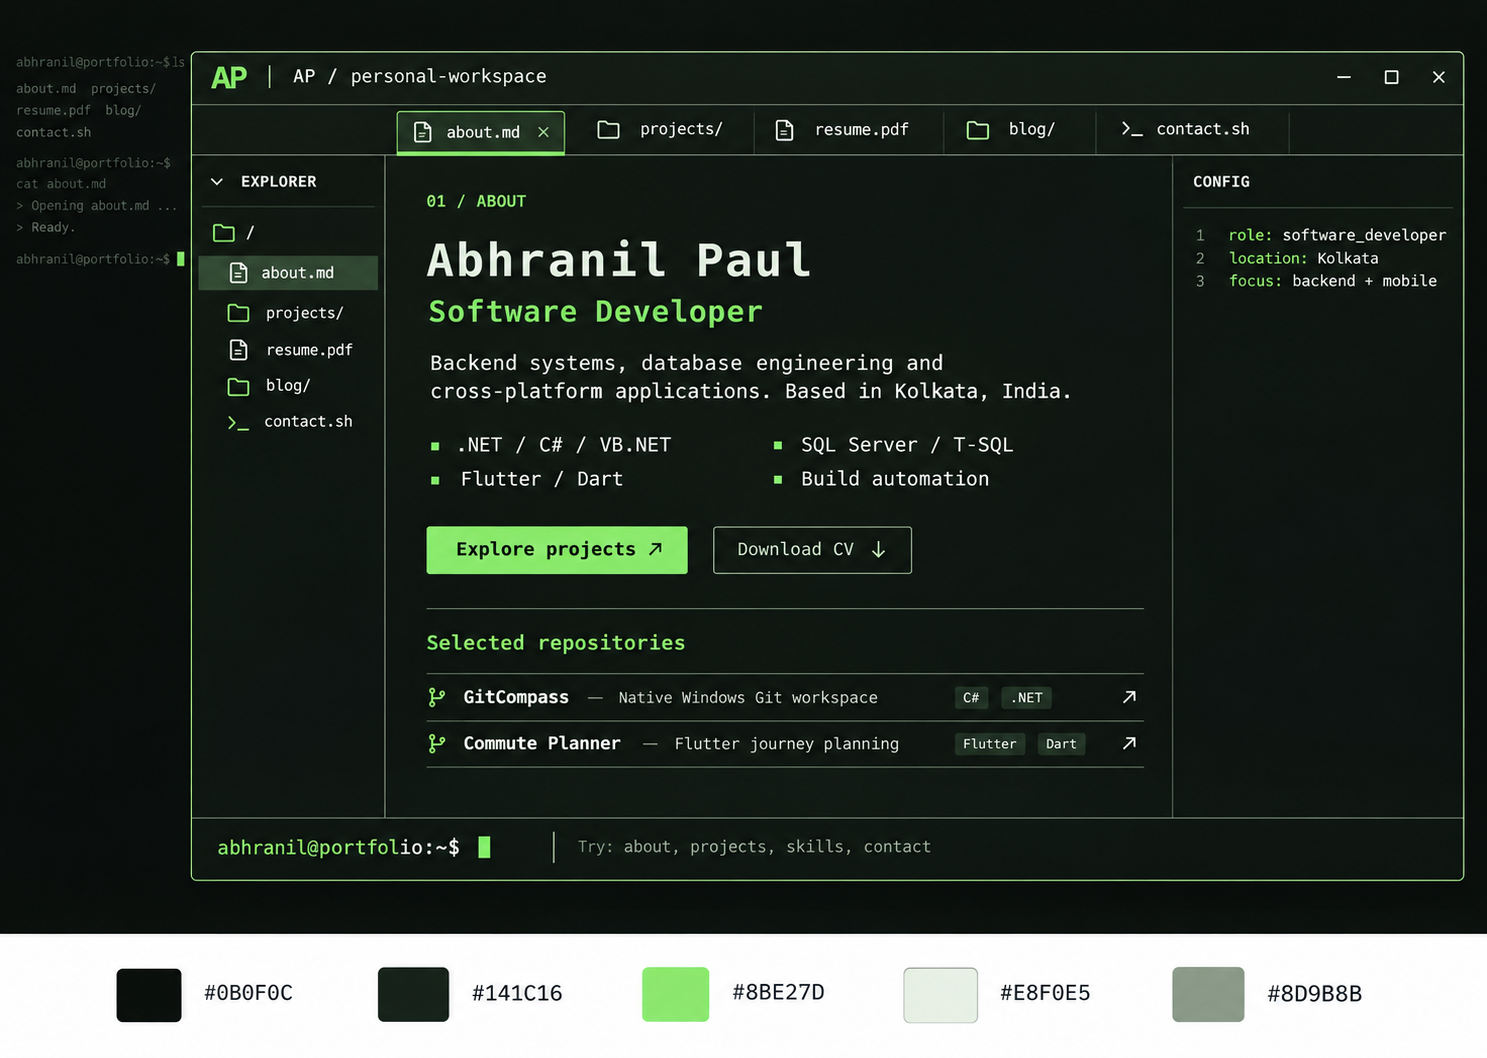 abhranil@portfolio:~$ls
about.md projects/
resume.pdf blog/
contact.sh
abhranil@portfolio:~$
cat about.md
> Opening about.md ...
> Ready.
abhranil@portfolio:~$
AP | AP / personal-workspace
about.md
projects/
resume.pdf
blog/
contact.sh
EXPLORER
/
about.md
projects/
resume.pdf
blog/
contact.sh
01 / ABOUT
Abhranil Paul
Software Developer
Backend systems, database engineering and
cross-platform applications. Based in Kolkata, India.
.NET / C# / VB.NET
SQL Server / T-SQL
Flutter / Dart
Build automation
Explore projects ↗
Download CV ↓
Selected repositories
GitCompass — Native Windows Git workspace C# .NET ↗
Commute Planner — Flutter journey planning Flutter Dart ↗
CONFIG
1 role: software_developer
2 location: Kolkata
3 focus: backend + mobile
abhranil@portfolio:~$
Try: about, projects, skills, contact
#0B0F0C
#141C16
#8BE27D
#E8F0E5
#8D9B8B